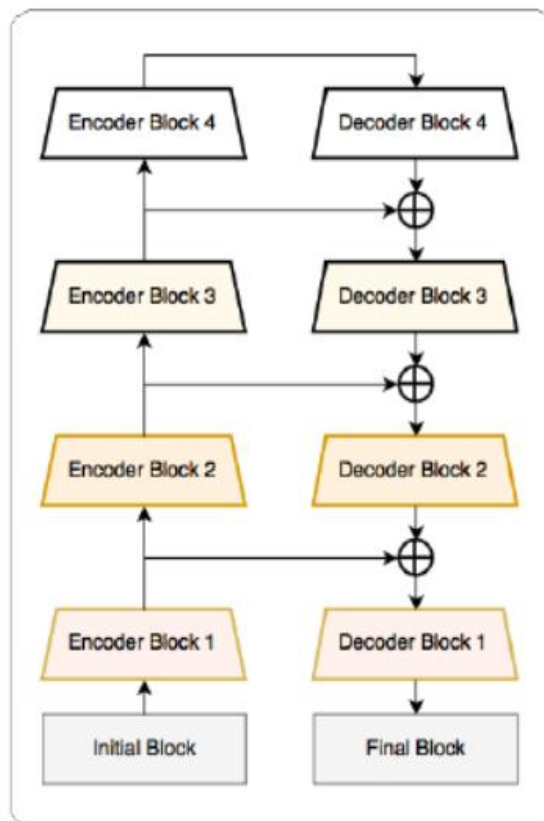 Encoder Block 4
Decoder Block 4
Encoder Block 3
Decoder Block 3
Encoder Block 2
Decoder Block 2
Encoder Block 1
Decoder Block 1
Initial Block
Final Block